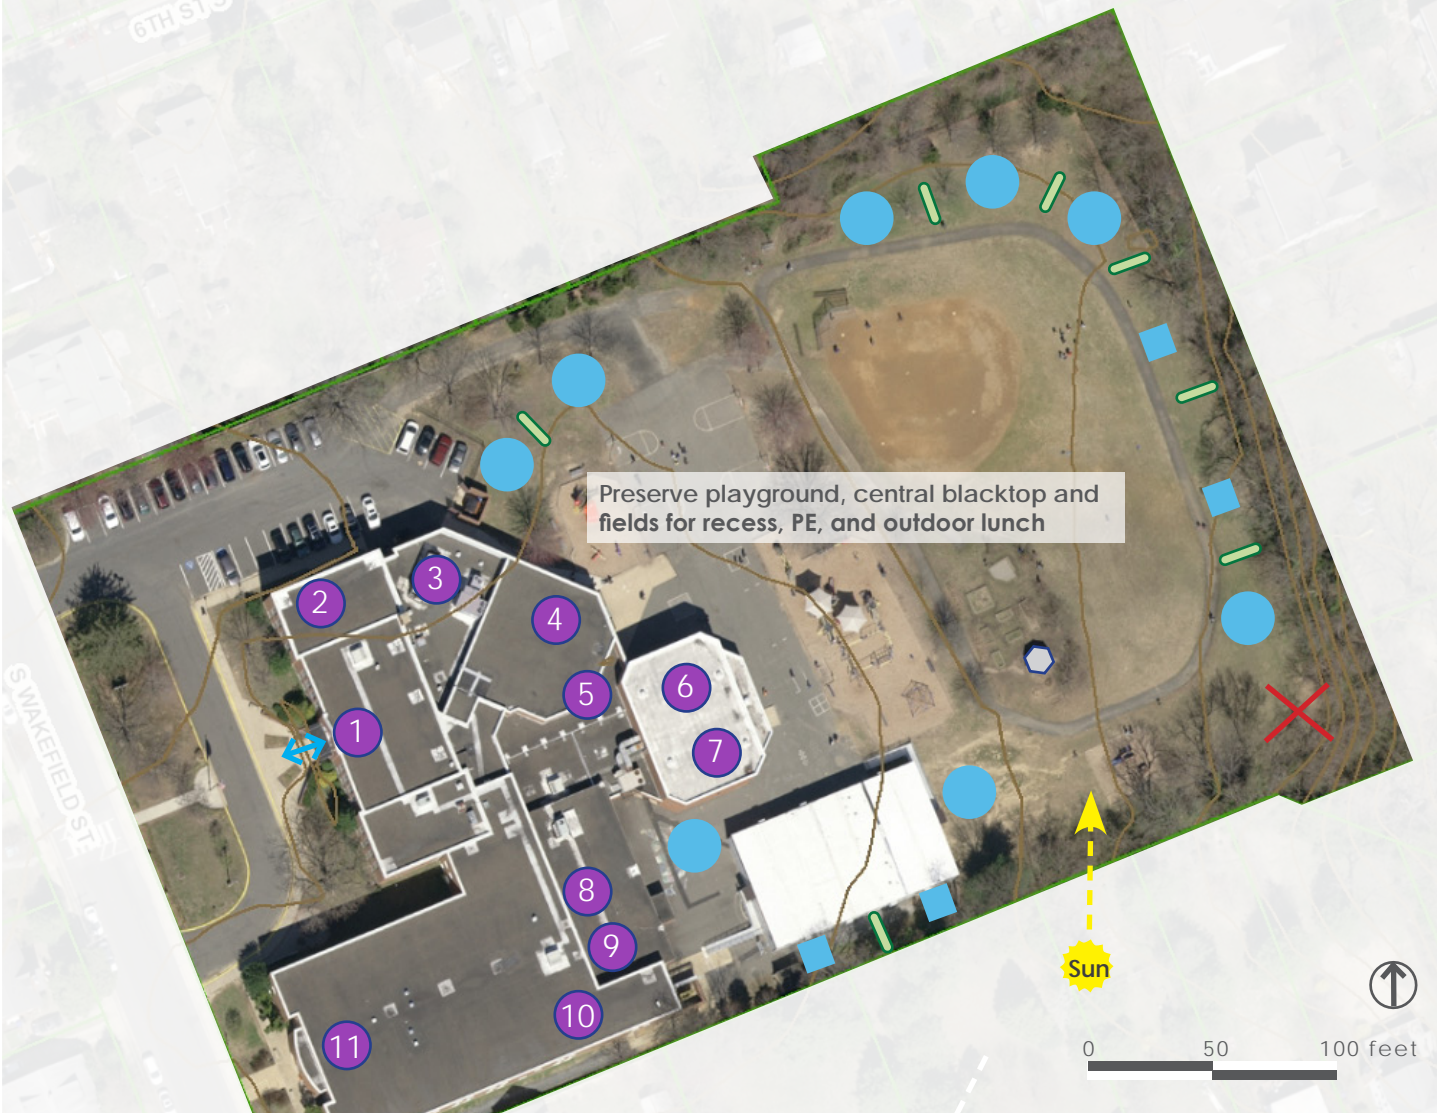 6TH ST S
Preserve playground, central blacktop and
fields for recess, PE, and outdoor lunch
3
2
4
5
6
1
7
S WAKEFIELD ST
8
9
Sun
10
11
0 50 100 feet